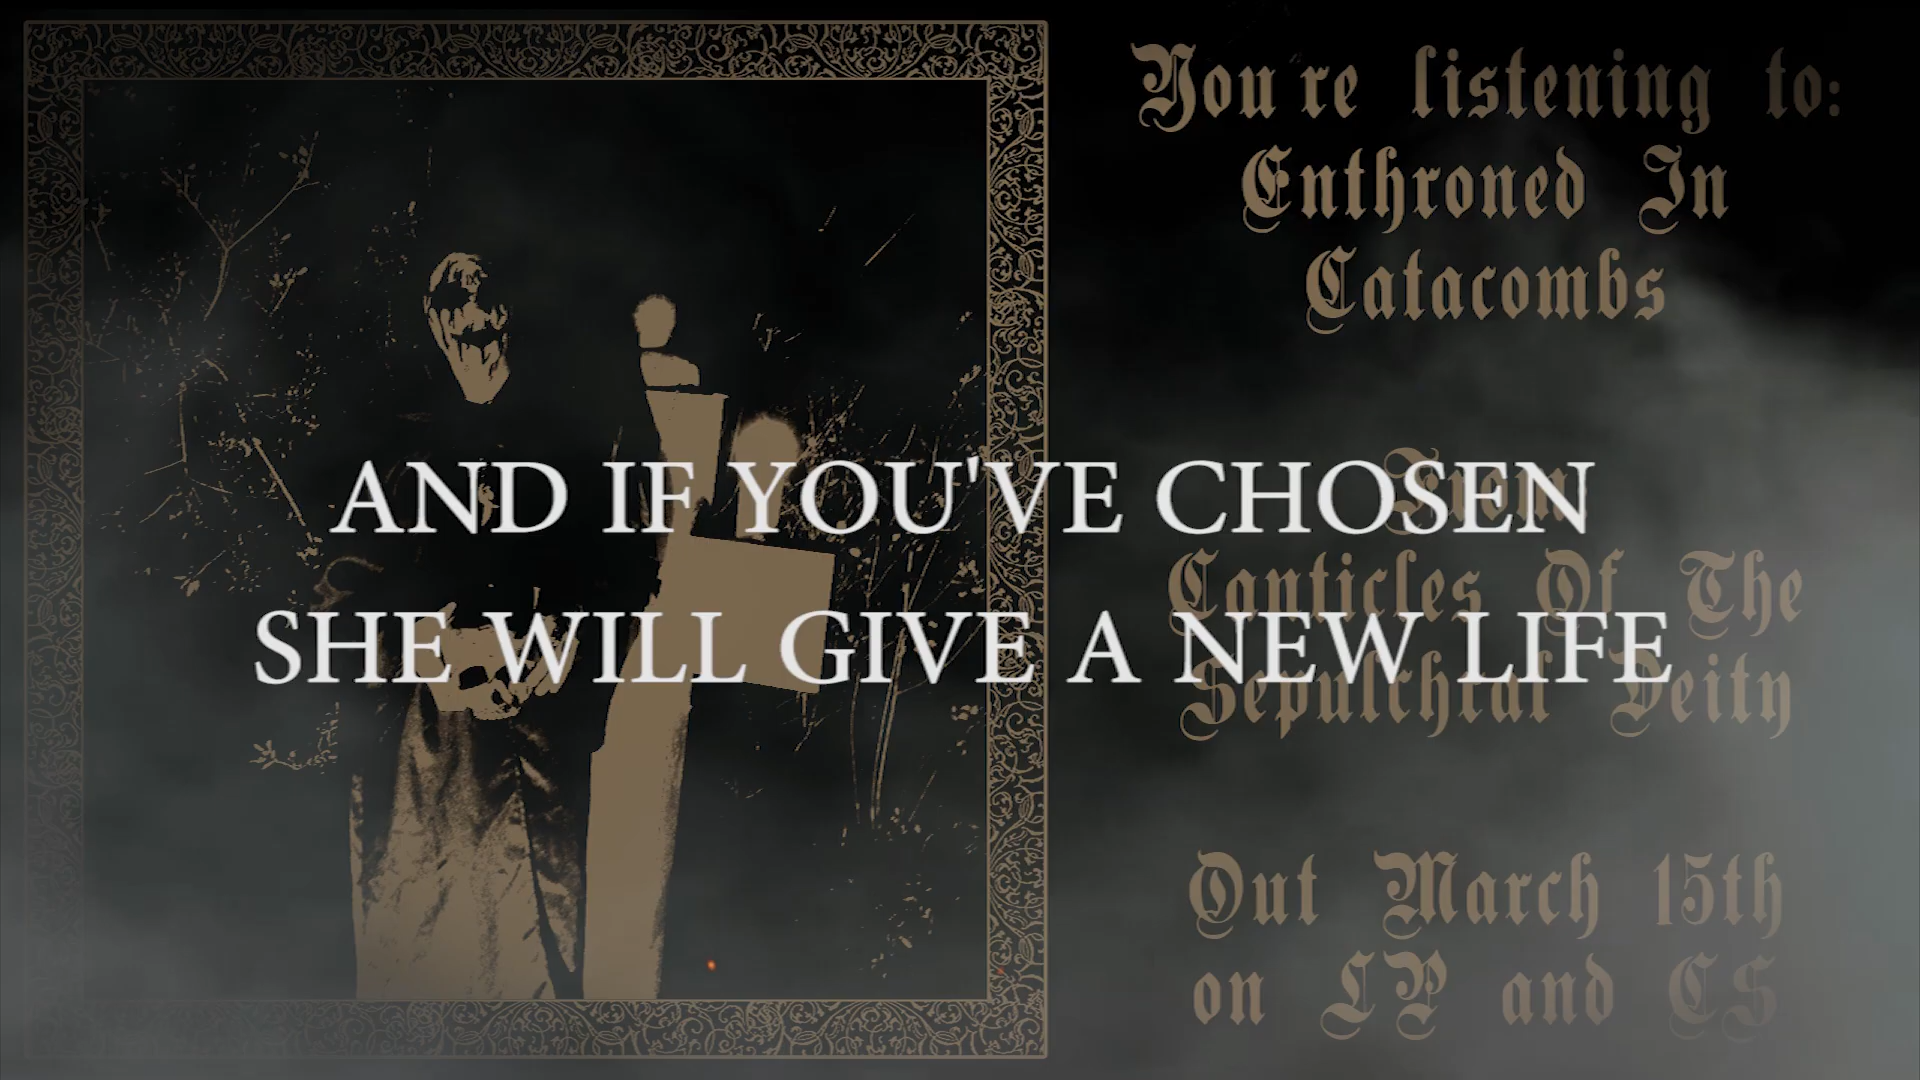 You're listening to:
Enthroned In
Catacombs
From
AND IF YOU'VE CHOSEN
Canticles Of The
SHE WILL GIVE A NEW LIFE
Sepulchral Deity
Out March 15th
on LP and CS